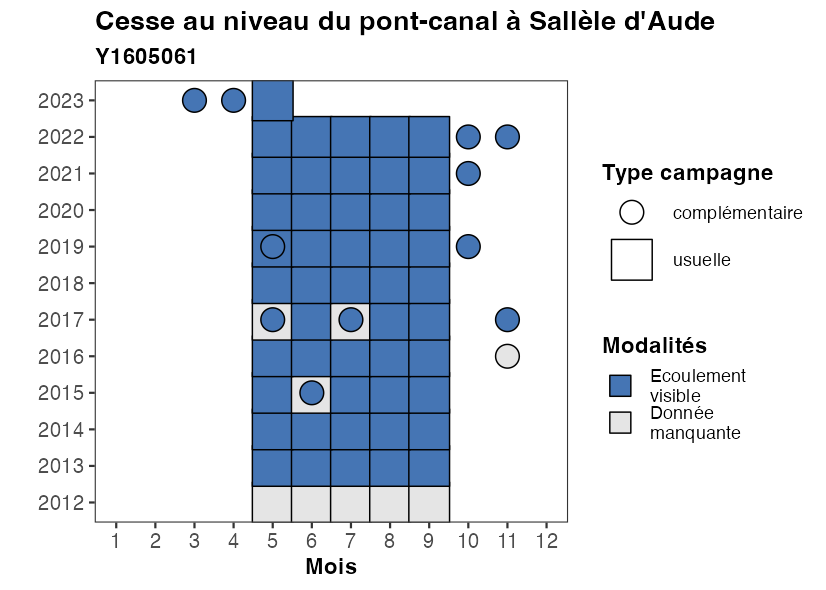 Cesse au niveau du pont-canal à Sallèle d'Aude
Y1605061
2023
2022
2021
2020
2019
2018
2017
2016
2015
2014
2013
2012
1 2 3 4 5 6 7 8 9 10 11 12
Mois
Type campagne
complémentaire
usuelle
Modalités
Ecoulement
visible
Donnée
manquante